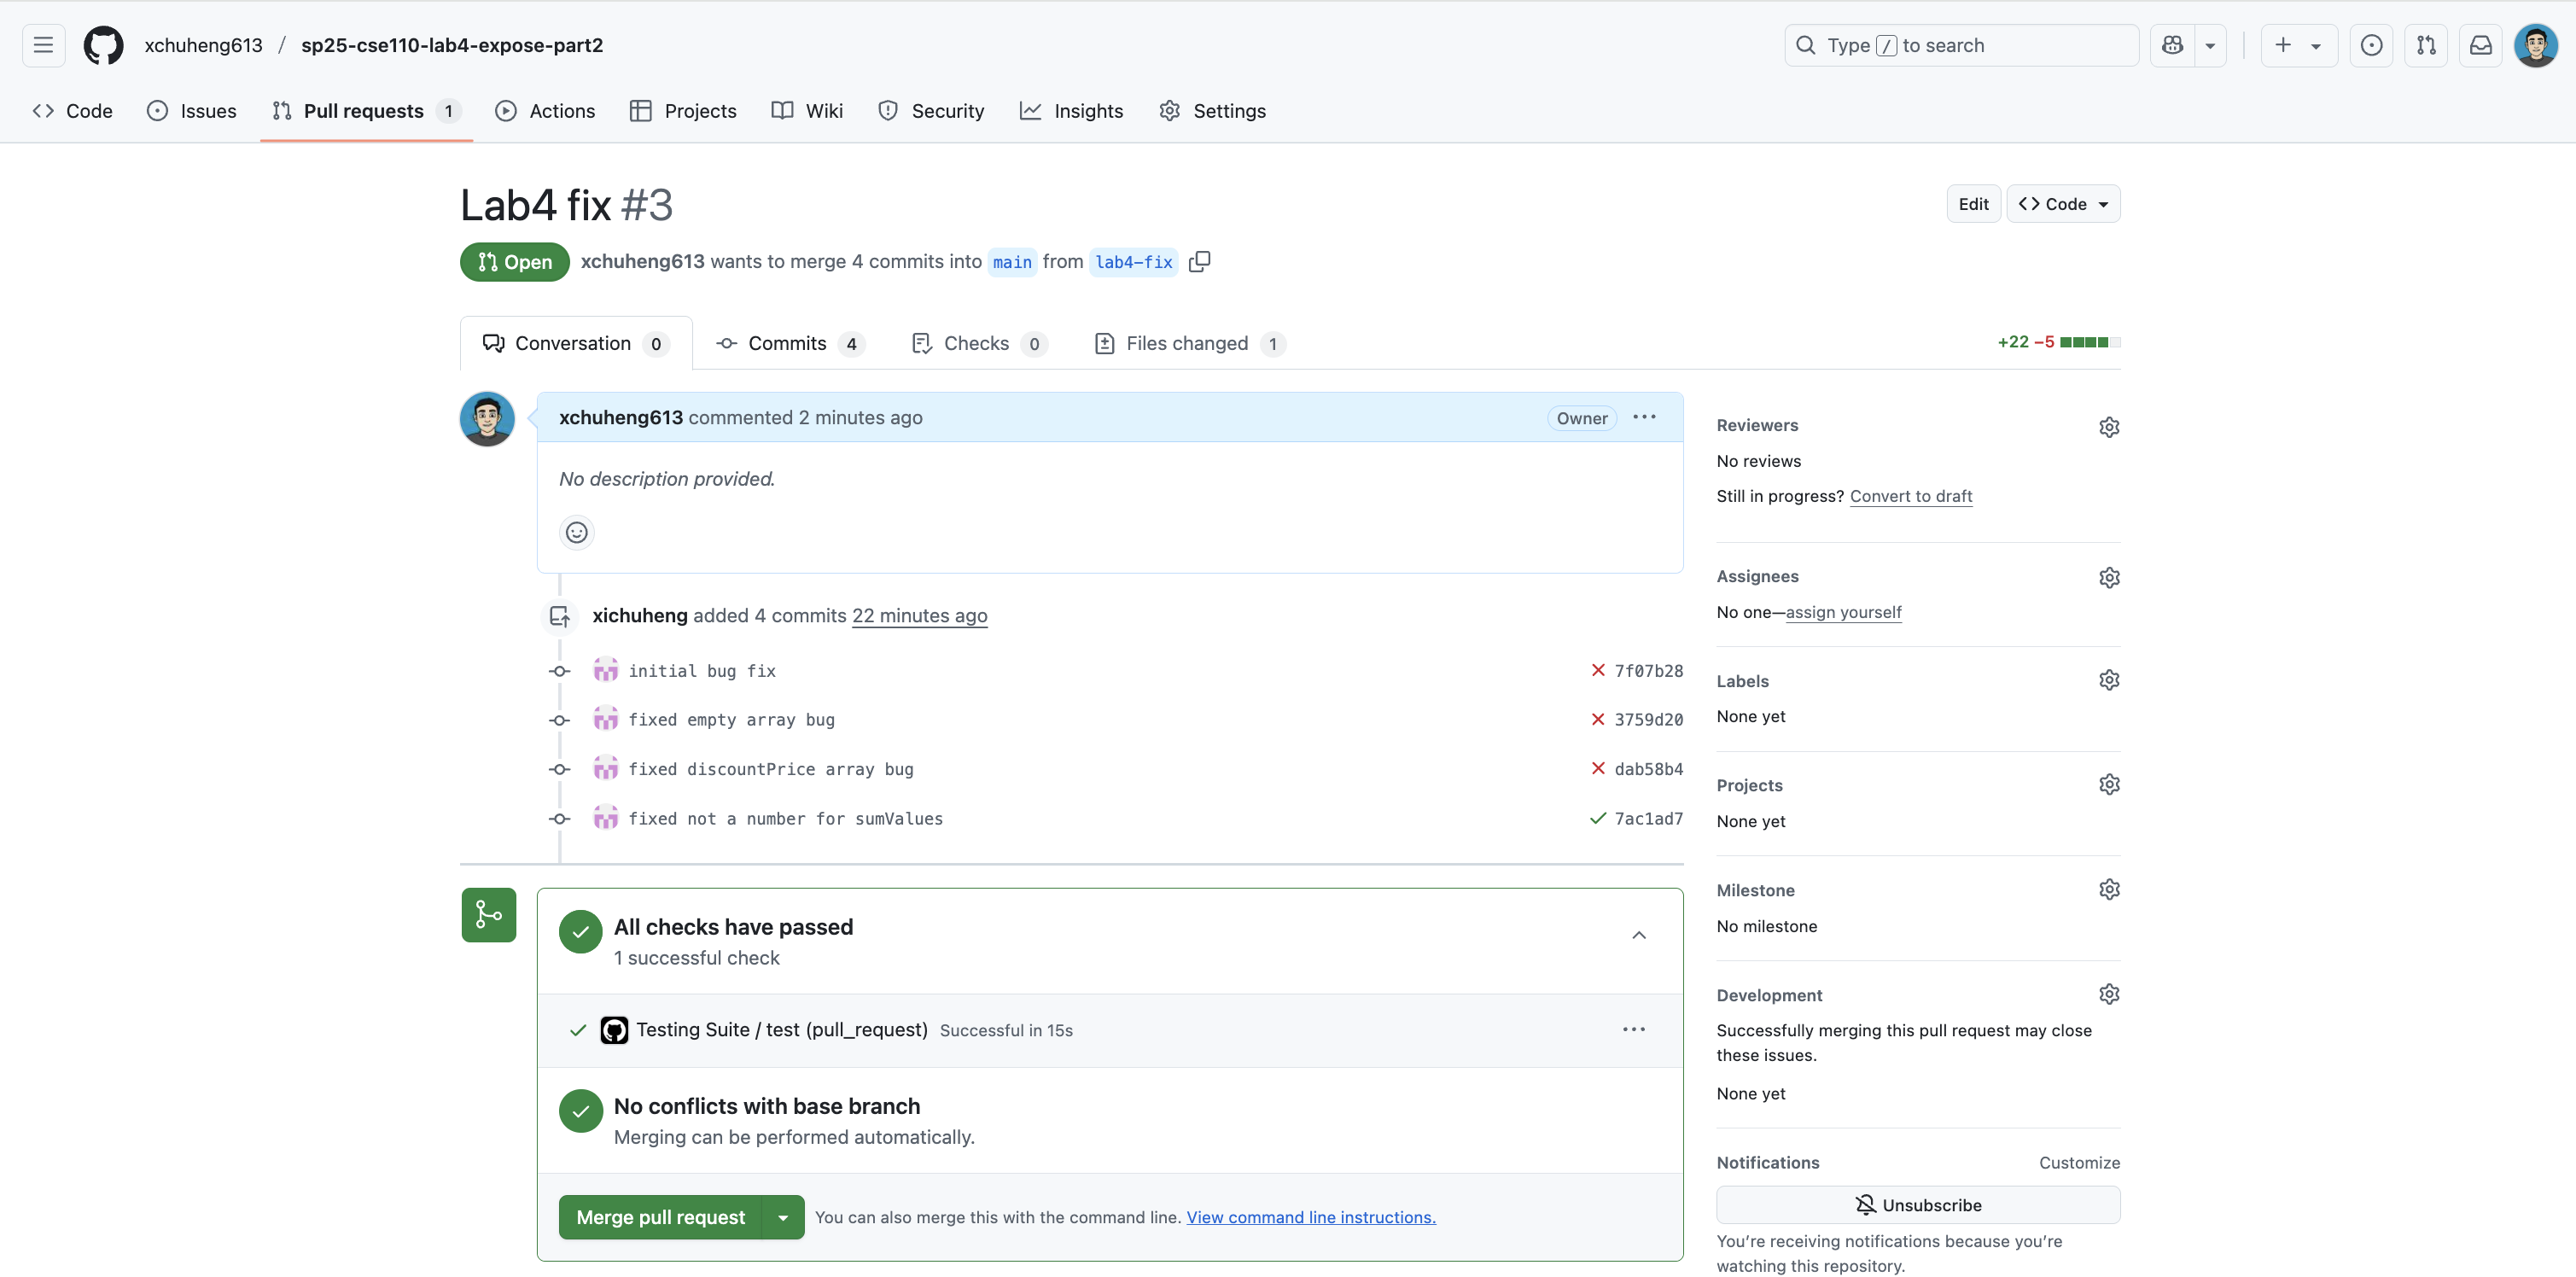 xchuheng613 / sp25-cse110-lab4-expose-part2
Type / to search
Code
Issues
Pull requests 1
Actions
Projects
Wiki
Security
Insights
Settings
Lab4 fix #3
Edit
Code
Open
xchuheng613 wants to merge 4 commits into main from lab4-fix
Conversation 0
Commits 4
Checks 0
Files changed 1
+22 −5
xchuheng613 commented 2 minutes ago
Owner
No description provided.
xichuheng added 4 commits 22 minutes ago
initial bug fix 7f07b28
fixed empty array bug 3759d20
fixed discountPrice array bug dab58b4
fixed not a number for sumValues 7ac1ad7
All checks have passed
1 successful check
Testing Suite / test (pull_request) Successful in 15s
No conflicts with base branch
Merging can be performed automatically.
Merge pull request
You can also merge this with the command line. View command line instructions.
Reviewers
No reviews
Still in progress? Convert to draft
Assignees
No one—assign yourself
Labels
None yet
Projects
None yet
Milestone
No milestone
Development
Successfully merging this pull request may close
these issues.
None yet
Notifications
Customize
Unsubscribe
You’re receiving notifications because you’re
watching this repository.